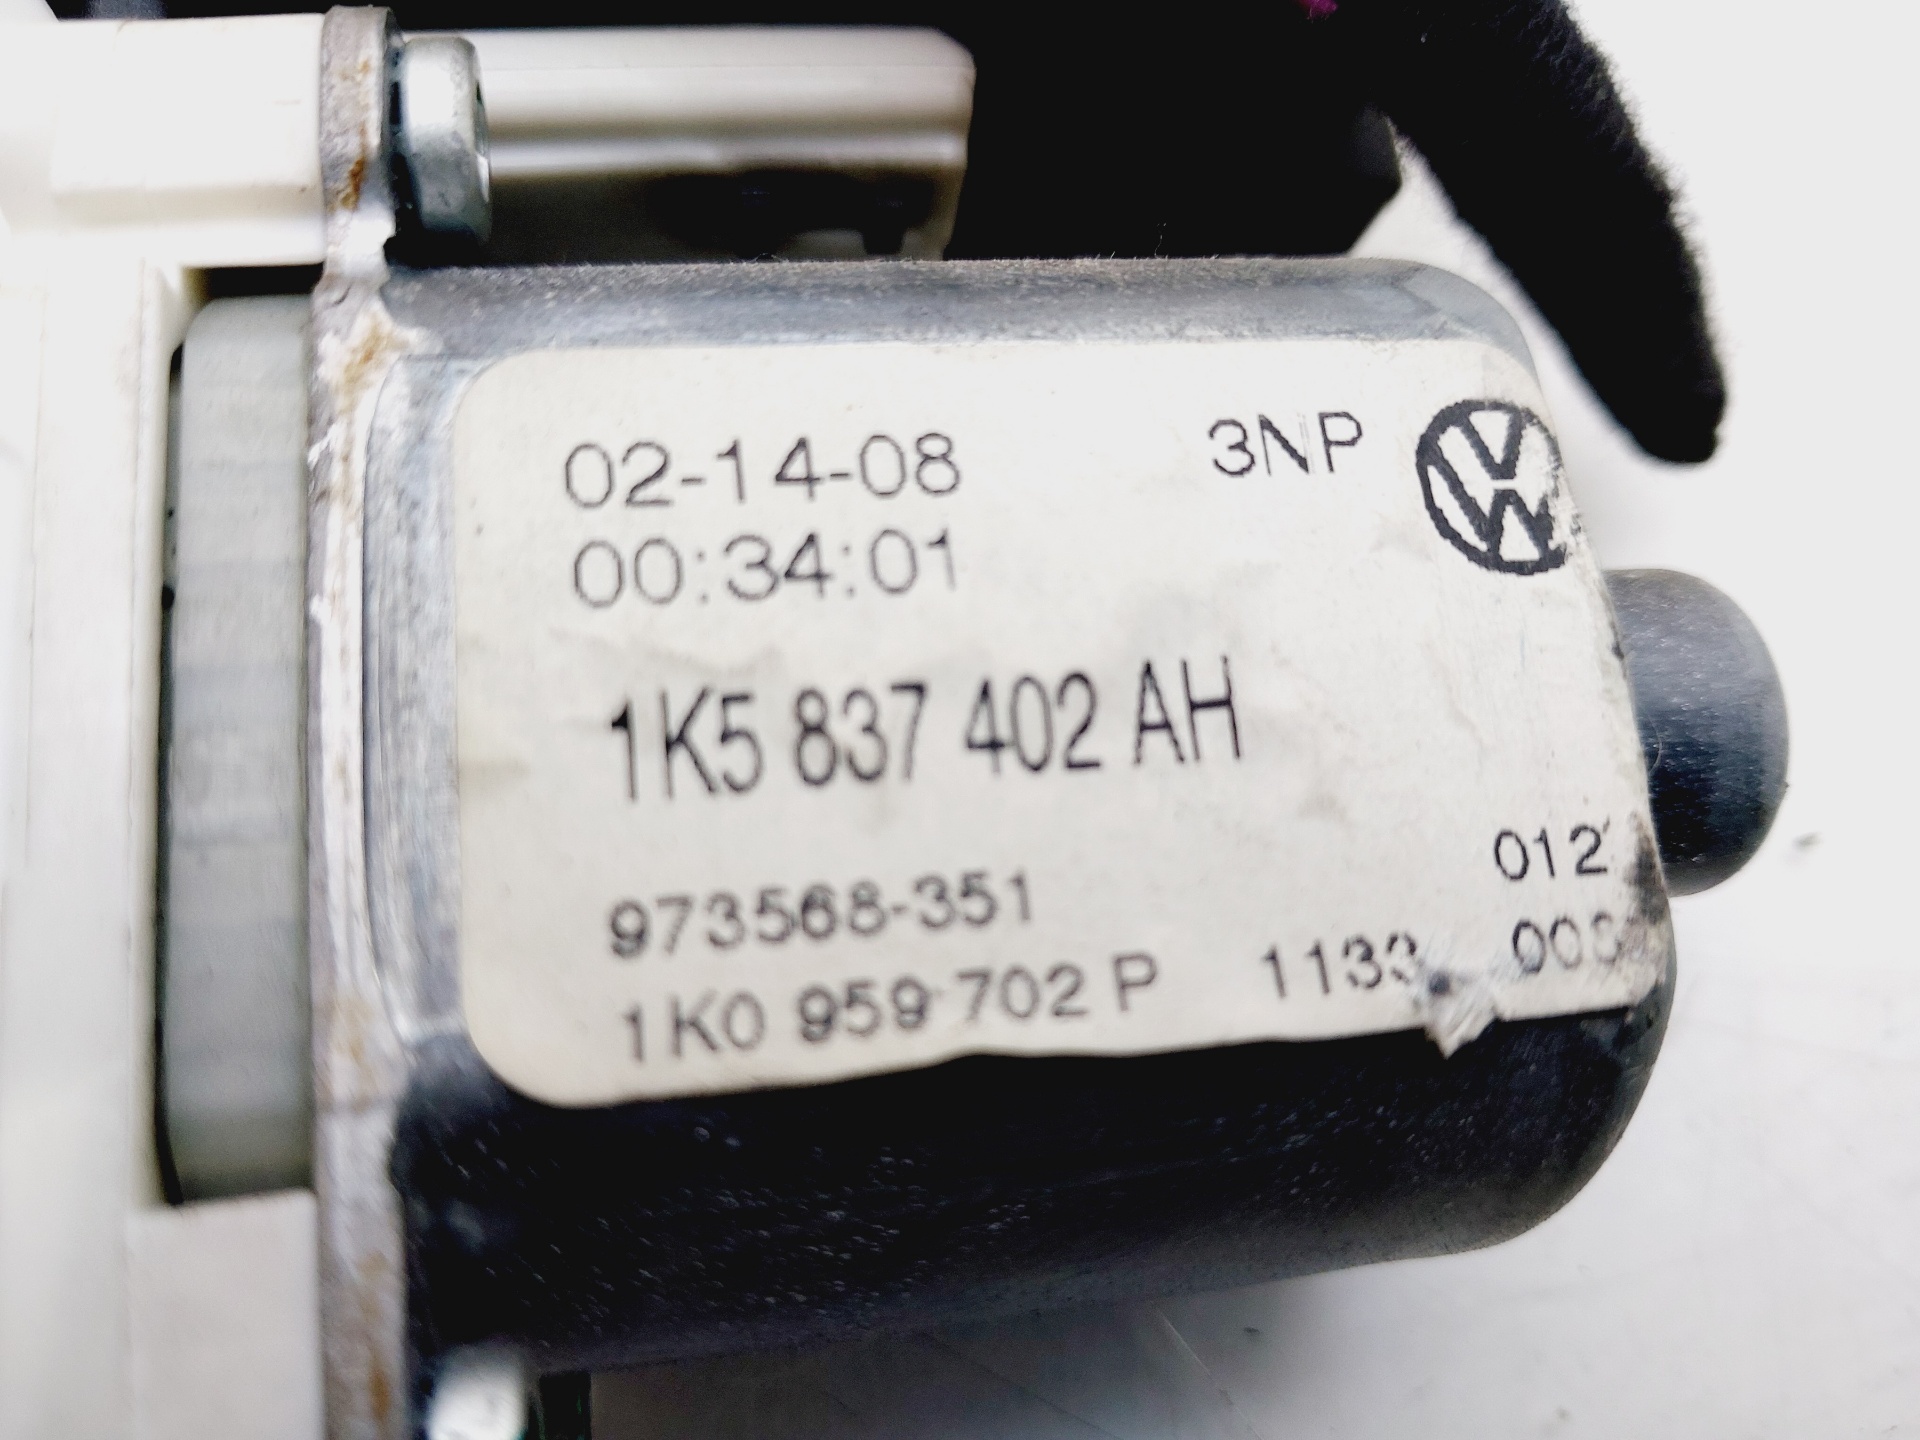 02-14-08 3NP
00:34:01
1K5 837 402 AH
012
973568-351
1K0 959 702 P